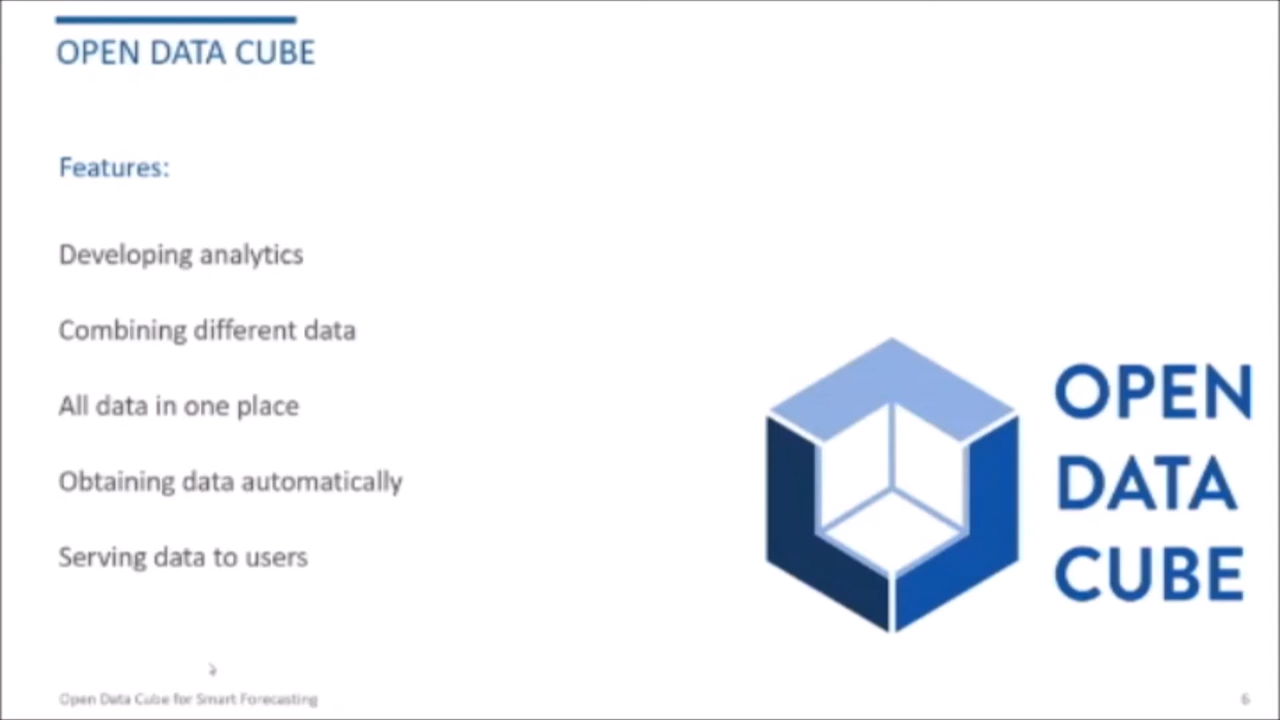 OPEN DATA CUBE
Features:
Developing analytics
Combining different data
All data in one place
Obtaining data automatically
Serving data to users
OPEN
DATA
CUBE
Open Data Cube for Smart Forecasting
6